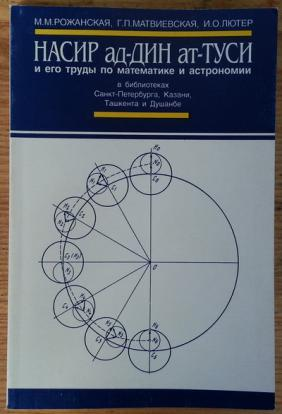 М.М.РОЖАНСКАЯ, Г.П.МАТВИЕВСКАЯ, И.О.ЛЮТЕР
НАСИР ад-ДИН ат-ТУСИ
и его труды по математике и астрономии
в библиотеках
Санкт-Петербурга, Казани,
Ташкента и Душанбе